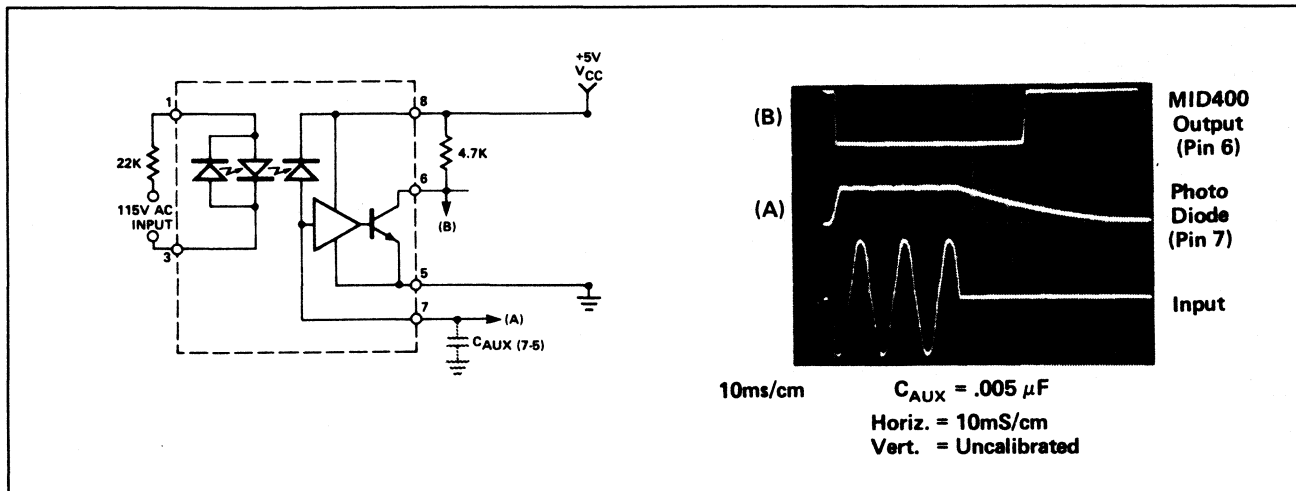 +5V
VCC
1
8
22K
4.7K
6
115V AC
INPUT
(B)
3
5
7
(A)
CAUX (7-5)
(B)
MID400
Output
(Pin 6)
(A)
Photo
Diode
(Pin 7)
Input
10ms/cm
CAUX = .005 μF
Horiz. = 10mS/cm
Vert. = Uncalibrated